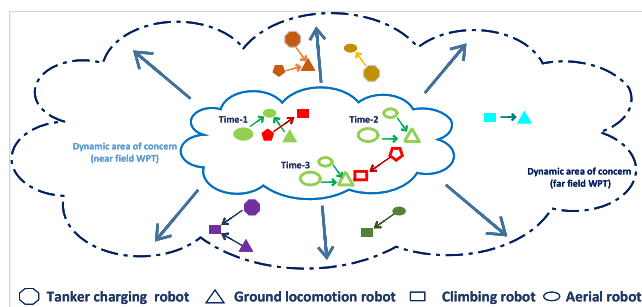 Time-1
Time-2
Dynamic area of concern
(near field WPT)
Time-3
Dynamic area of concern
(far field WPT)
Tanker charging robot
Ground locomotion robot
Climbing robot
Aerial robot